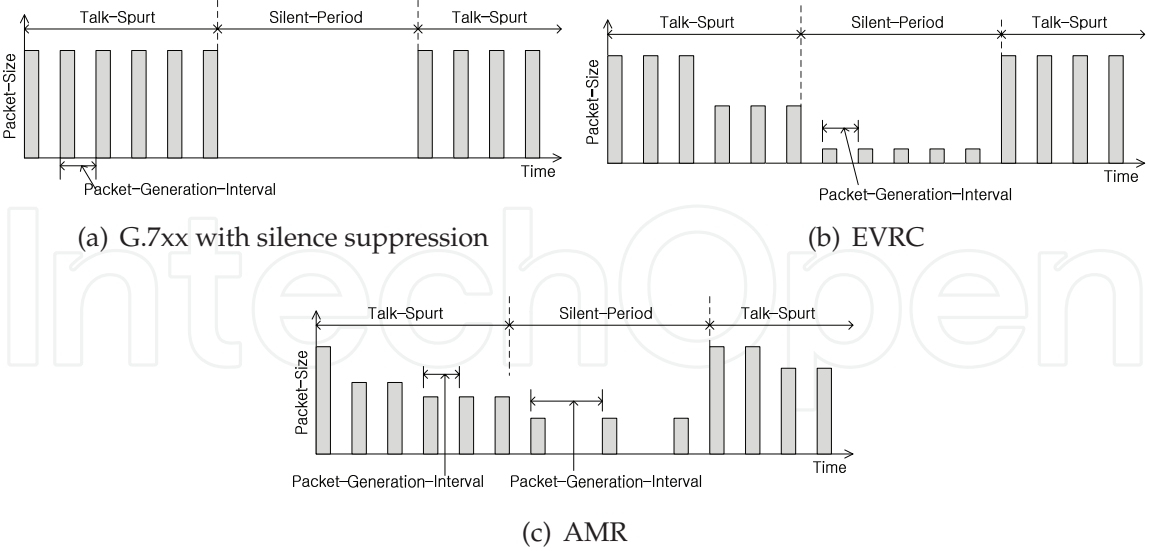 Talk-Spurt
Silent-Period
Talk-Spurt
Packet-Size
Time
Packet-Generation-Interval
(a) G.7xx with silence suppression
Talk-Spurt
Silent-Period
Talk-Spurt
Packet-Size
Time
Packet-Generation-Interval
(b) EVRC
IntechOpen
Talk-Spurt
Silent-Period
Talk-Spurt
Packet-Size
Time
Packet-Generation-Interval
Packet-Generation-Interval
(c) AMR